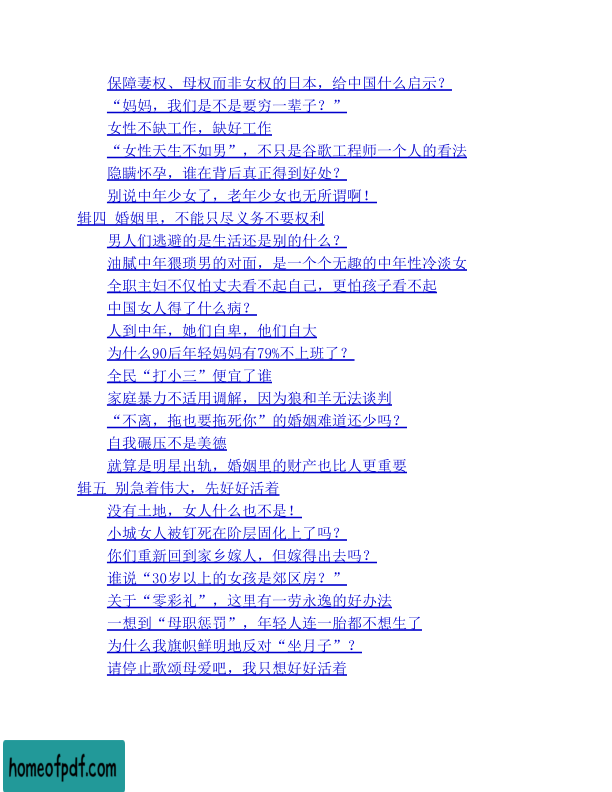 保障妻权、母权而非女权的日本，给中国什么启示？
“妈妈，我们是不是要穷一辈子？”
女性不缺工作，缺好工作
“女性天生不如男”，不只是谷歌工程师一个人的看法
隐瞒怀孕，谁在背后真正得到好处？
别说中年少女了，老年少女也无所谓啊！
辑四 婚姻里，不能只尽义务不要权利
男人们逃避的是生活还是别的什么？
油腻中年猥琐男的对面，是一个个无趣的中年性冷淡女
全职主妇不仅怕丈夫看不起自己，更怕孩子看不起
中国女人得了什么病？
人到中年，她们自卑，他们自大
为什么90后年轻妈妈有79%不上班了？
全民“打小三”便宜了谁
家庭暴力不适用调解，因为狼和羊无法谈判
“不离，拖也要拖死你”的婚姻难道还少吗？
自我碾压不是美德
就算是明星出轨，婚姻里的财产也比人更重要
辑五 别急着伟大，先好好活着
没有土地，女人什么也不是！
小城女人被钉死在阶层固化上了吗？
你们重新回到家乡嫁人，但嫁得出去吗？
谁说“30岁以上的女孩是郊区房？”
关于“零彩礼”，这里有一劳永逸的好办法
一想到“母职惩罚”，年轻人连一胎都不想生了
为什么我旗帜鲜明地反对“坐月子”？
请停止歌颂母爱吧，我只想好好活着
homeofpdf.com